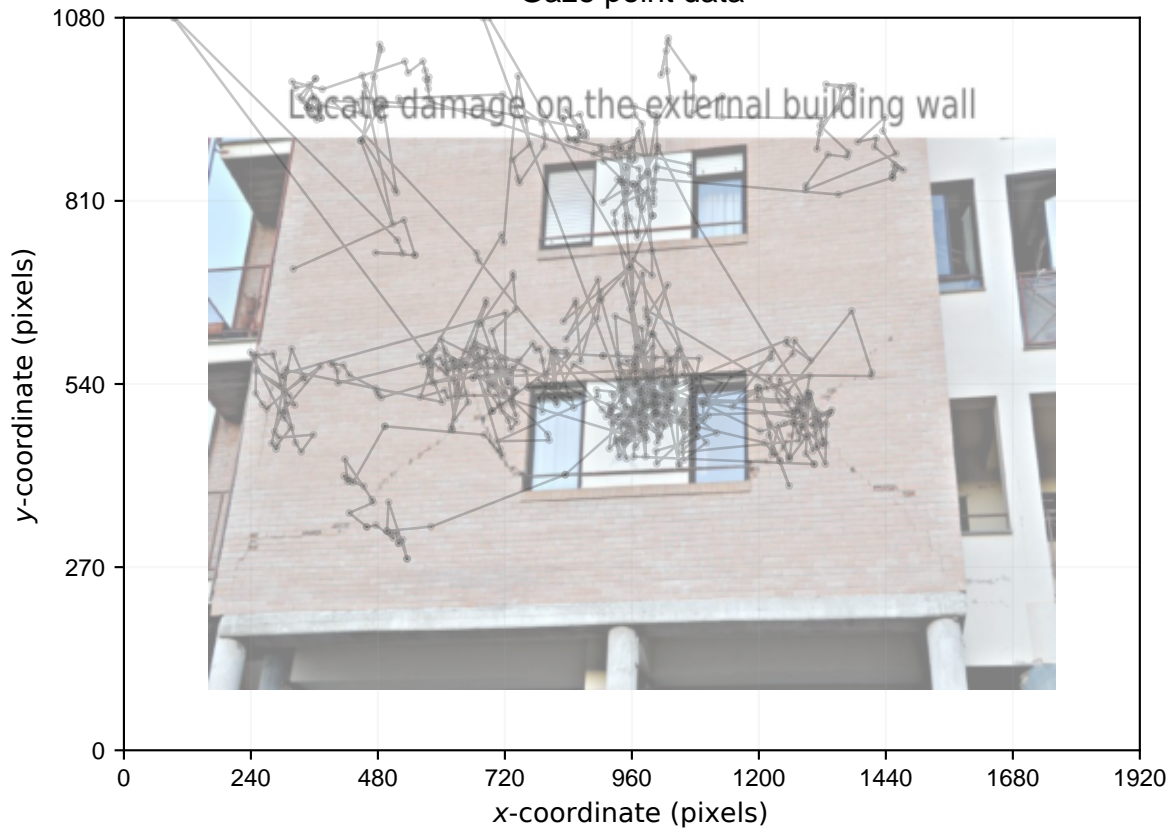 Gaze point data
1080
Locate damage on the external building wall
810
540
270
0
0 240 480 720 960 1200 1440 1680 1920
x-coordinate (pixels)
y-coordinate (pixels)